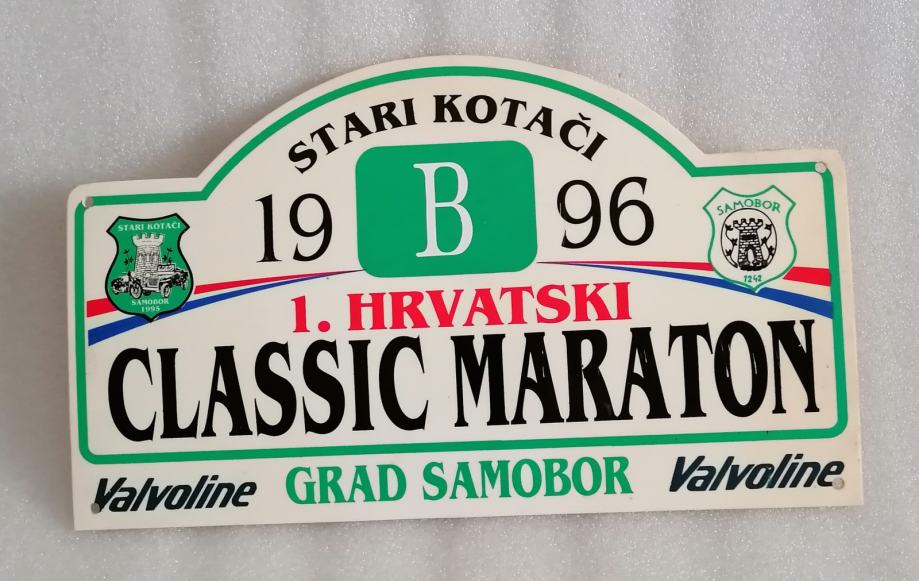 STARI KOTAČI
19 B 96
STARI KOTAČI
SAMOBOR
1995
SAMOBOR
1242
1. HRVATSKI
CLASSIC MARATON
Valvoline GRAD SAMOBOR Valvoline